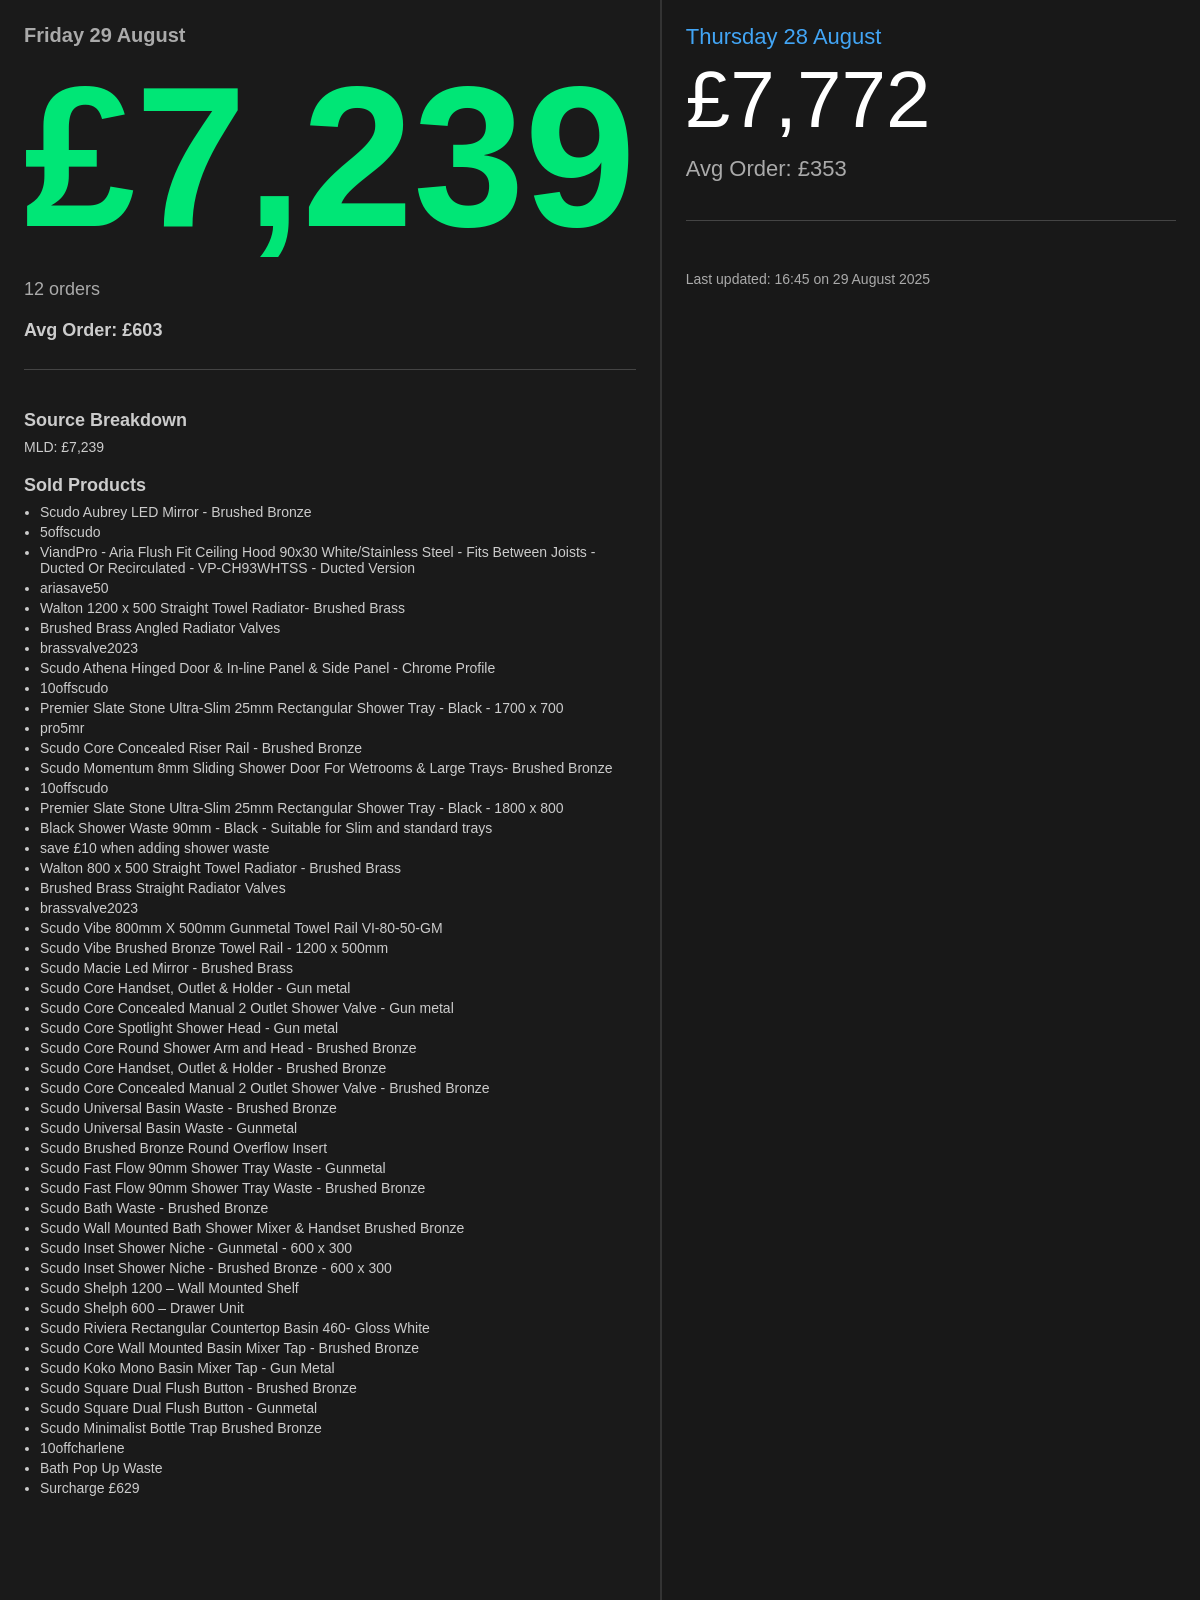 Friday 29 August
£7,239
12 orders
Avg Order: £603
Source Breakdown
MLD: £7,239
Sold Products
• Scudo Aubrey LED Mirror - Brushed Bronze
• 5offscudo
• ViandPro - Aria Flush Fit Ceiling Hood 90x30 White/Stainless Steel - Fits Between Joists -
Ducted Or Recirculated - VP-CH93WHTSS - Ducted Version
• ariasave50
• Walton 1200 x 500 Straight Towel Radiator- Brushed Brass
• Brushed Brass Angled Radiator Valves
• brassvalve2023
• Scudo Athena Hinged Door & In-line Panel & Side Panel - Chrome Profile
• 10offscudo
• Premier Slate Stone Ultra-Slim 25mm Rectangular Shower Tray - Black - 1700 x 700
• pro5mr
• Scudo Core Concealed Riser Rail - Brushed Bronze
• Scudo Momentum 8mm Sliding Shower Door For Wetrooms & Large Trays- Brushed Bronze
• 10offscudo
• Premier Slate Stone Ultra-Slim 25mm Rectangular Shower Tray - Black - 1800 x 800
• Black Shower Waste 90mm - Black - Suitable for Slim and standard trays
• save £10 when adding shower waste
• Walton 800 x 500 Straight Towel Radiator - Brushed Brass
• Brushed Brass Straight Radiator Valves
• brassvalve2023
• Scudo Vibe 800mm X 500mm Gunmetal Towel Rail VI-80-50-GM
• Scudo Vibe Brushed Bronze Towel Rail - 1200 x 500mm
• Scudo Macie Led Mirror - Brushed Brass
• Scudo Core Handset, Outlet & Holder - Gun metal
• Scudo Core Concealed Manual 2 Outlet Shower Valve - Gun metal
• Scudo Core Spotlight Shower Head - Gun metal
• Scudo Core Round Shower Arm and Head - Brushed Bronze
• Scudo Core Handset, Outlet & Holder - Brushed Bronze
• Scudo Core Concealed Manual 2 Outlet Shower Valve - Brushed Bronze
• Scudo Universal Basin Waste - Brushed Bronze
• Scudo Universal Basin Waste - Gunmetal
• Scudo Brushed Bronze Round Overflow Insert
• Scudo Fast Flow 90mm Shower Tray Waste - Gunmetal
• Scudo Fast Flow 90mm Shower Tray Waste - Brushed Bronze
• Scudo Bath Waste - Brushed Bronze
• Scudo Wall Mounted Bath Shower Mixer & Handset Brushed Bronze
• Scudo Inset Shower Niche - Gunmetal - 600 x 300
• Scudo Inset Shower Niche - Brushed Bronze - 600 x 300
• Scudo Shelph 1200 – Wall Mounted Shelf
• Scudo Shelph 600 – Drawer Unit
• Scudo Riviera Rectangular Countertop Basin 460- Gloss White
• Scudo Core Wall Mounted Basin Mixer Tap - Brushed Bronze
• Scudo Koko Mono Basin Mixer Tap - Gun Metal
• Scudo Square Dual Flush Button - Brushed Bronze
• Scudo Square Dual Flush Button - Gunmetal
• Scudo Minimalist Bottle Trap Brushed Bronze
• 10offcharlene
• Bath Pop Up Waste
• Surcharge £629
Thursday 28 August
£7,772
Avg Order: £353
Last updated: 16:45 on 29 August 2025